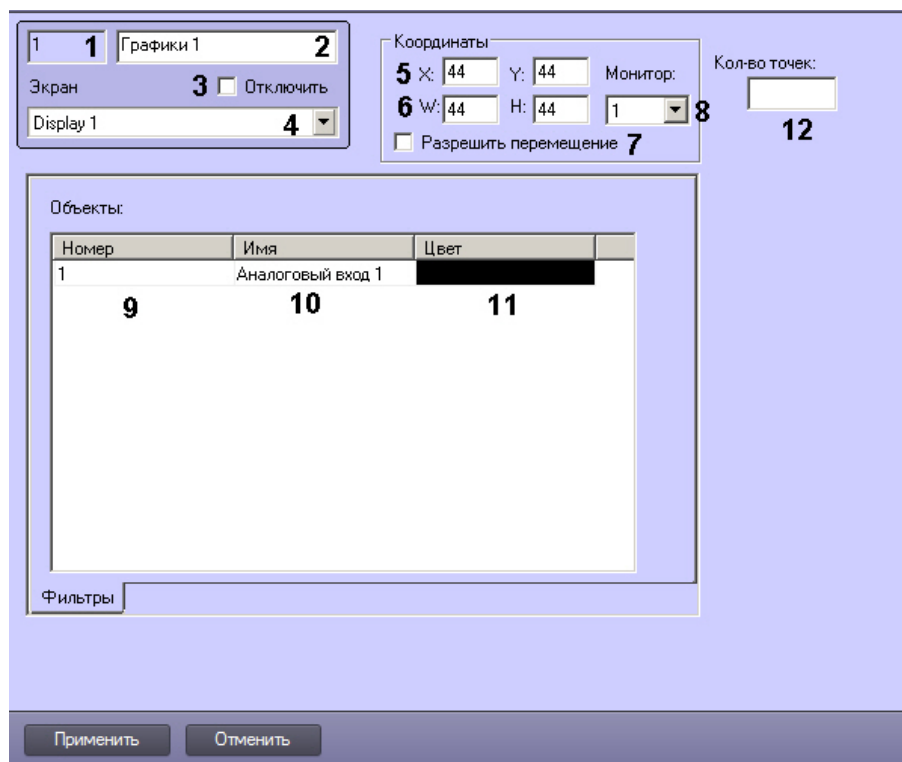 1 1 Графики 1 2
Экран 3 Отключить
Display 1 4
Координаты
5 X: 44 Y: 44 Монитор:
6 W: 44 H: 44 1 8
Разрешить перемещение 7
Кол-во точек:
12
Объекты:
Номер Имя Цвет
1 Аналоговый вход 1
9 10 11
Фильтры
Применить Отменить